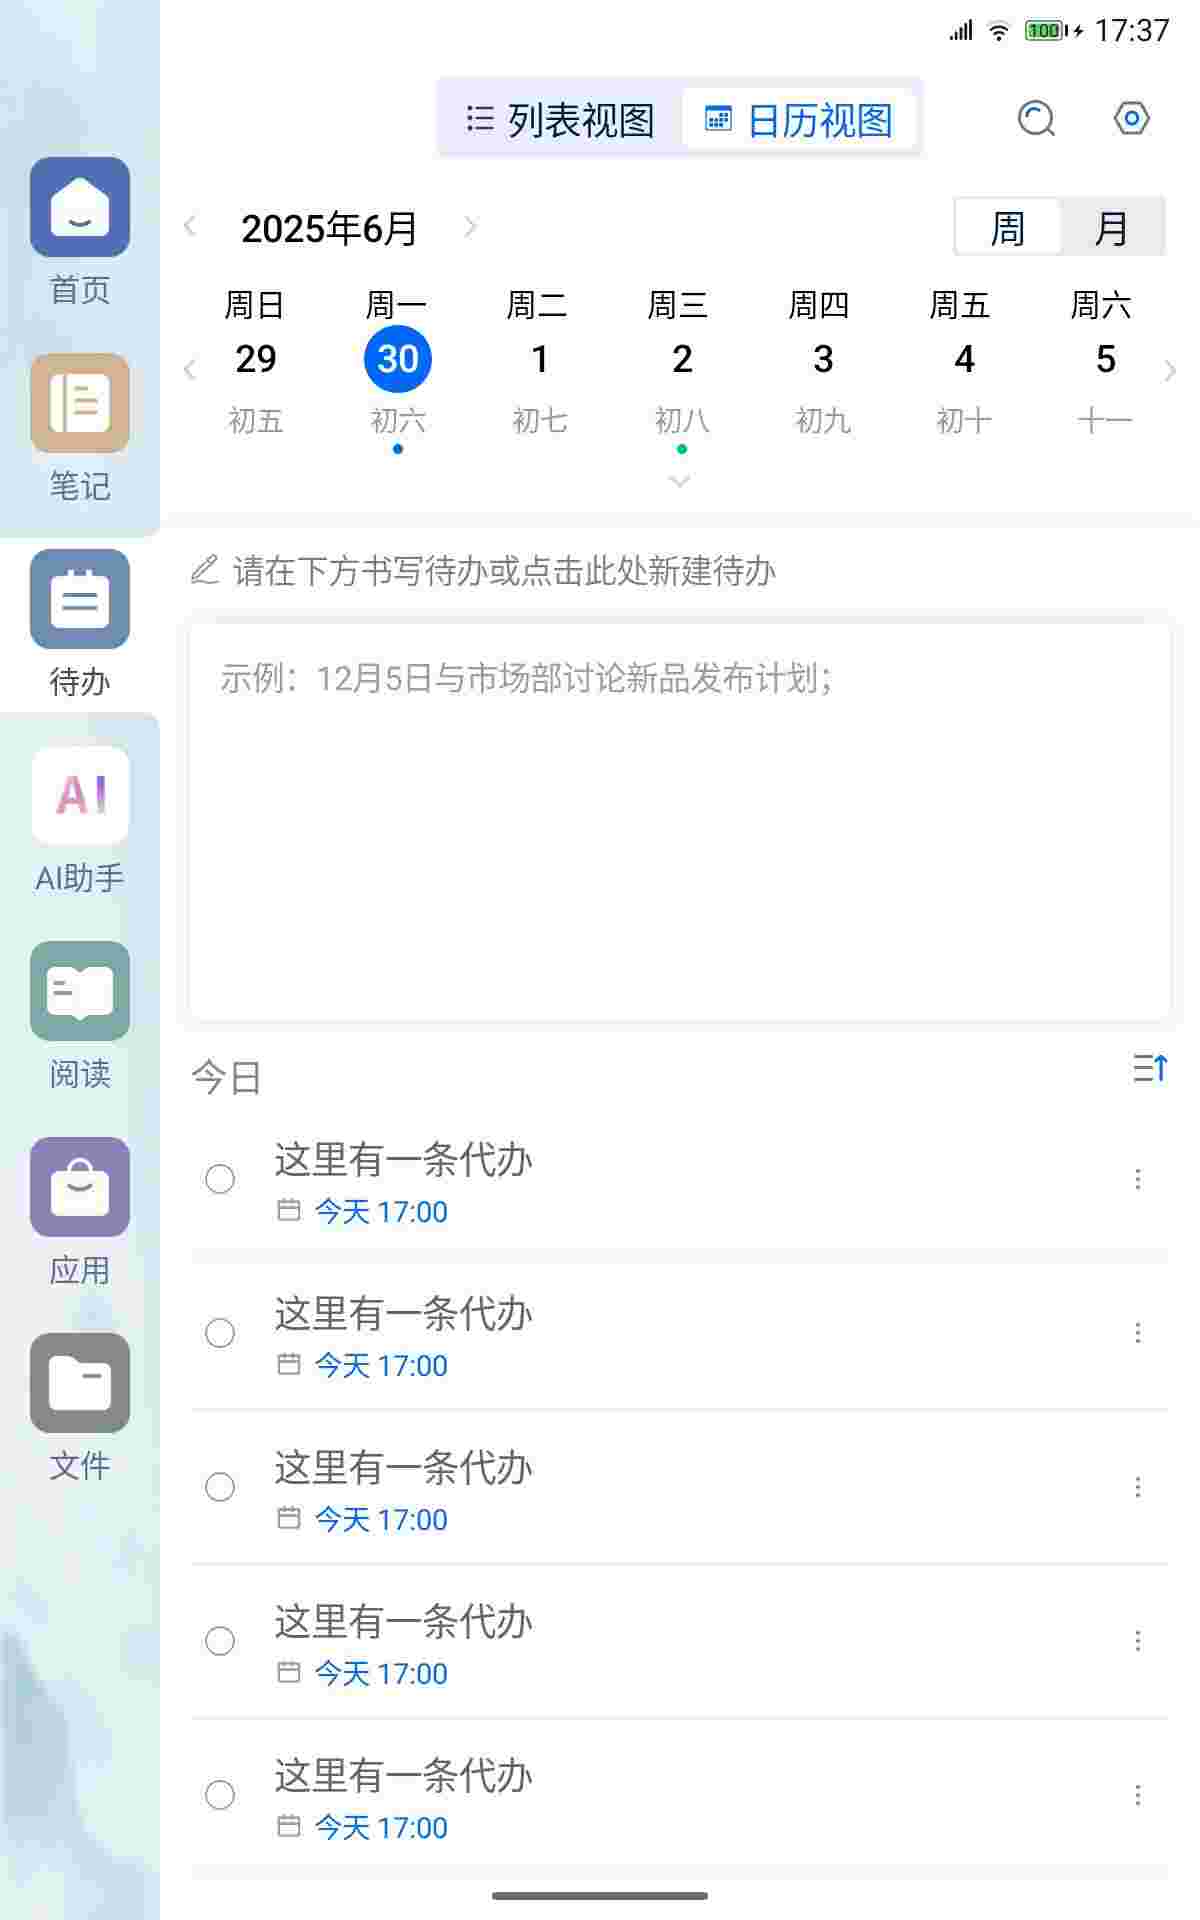 100 17:37
列表视图 日历视图
2025年6月 周 月
周日 周一 周二 周三 周四 周五 周六
29 30 1 2 3 4 5
初五 初六 初七 初八 初九 初十 十一
请在下方书写待办或点击此处新建待办
示例：12月5日与市场部讨论新品发布计划；
今日
这里有一条代办
今天 17:00
这里有一条代办
今天 17:00
这里有一条代办
今天 17:00
这里有一条代办
今天 17:00
这里有一条代办
今天 17:00
首页
笔记
待办
AI
AI助手
阅读
应用
文件